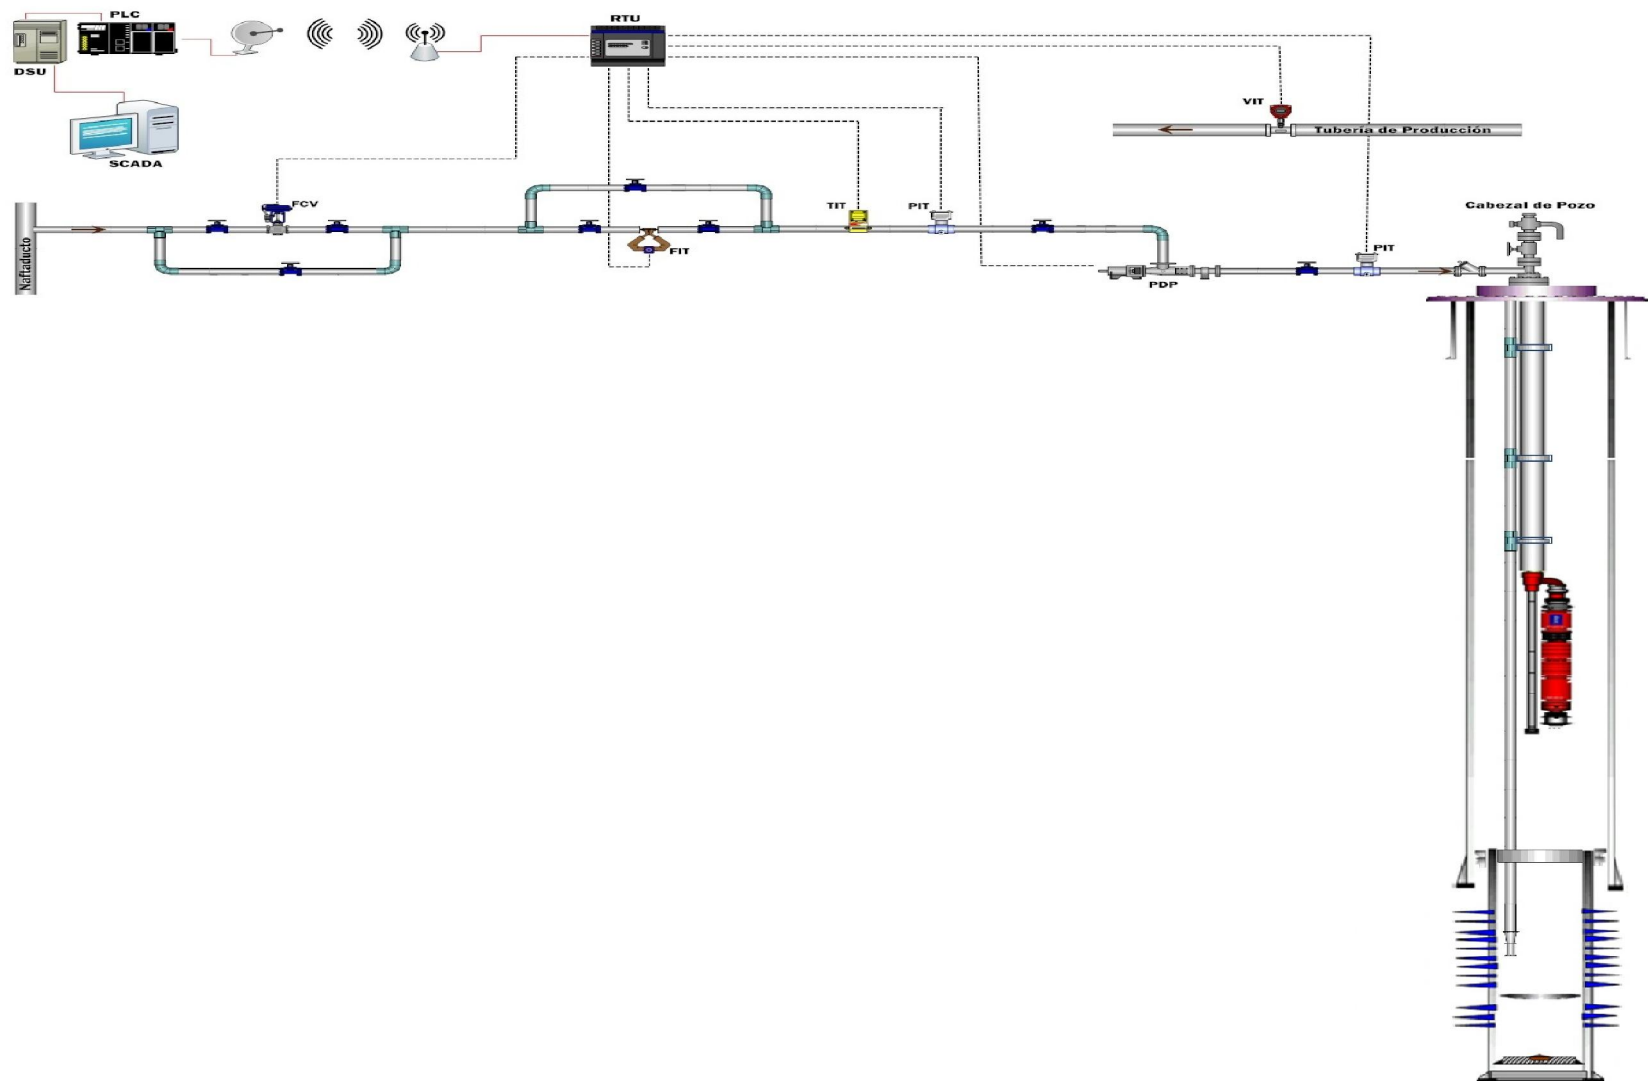 PLC
RTU
DSU
SCADA
VIT
Tubería de Producción
FCV
TIT
PIT
Cabezal de Pozo
Naftaducto
FIT
PIT
PDP